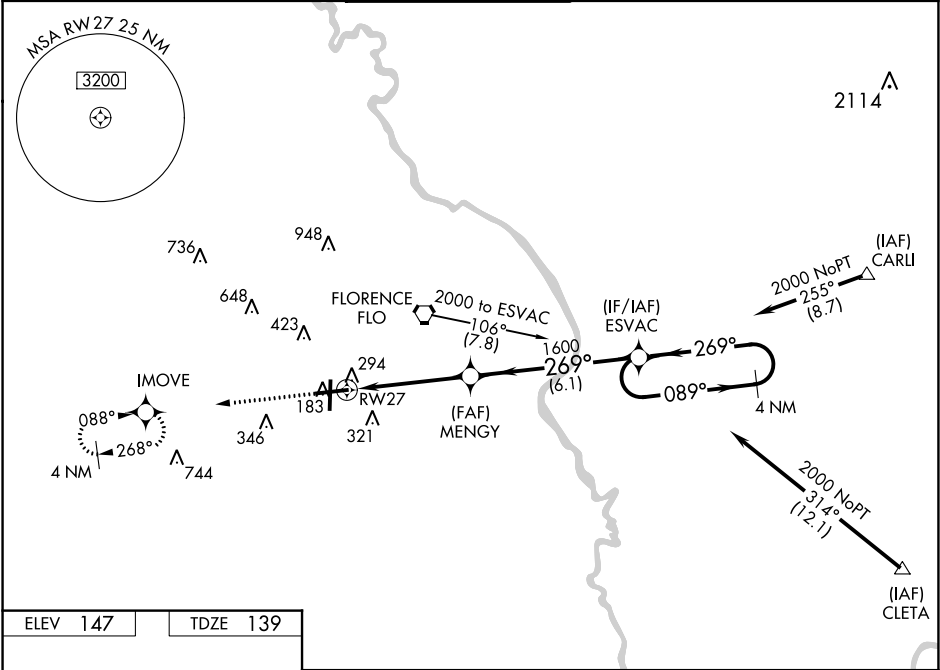 MSA RW27 25 NM
3200
2114
736
948
648
423
FLORENCE
FLO
2000 to ESVAC
106°
(7.8)
(IF/IAF)
ESVAC
2000 NoPT
255°
(8.7)
(IAF)
CARLI
1600
269°
(6.1)
269°
089°
4 NM
IMOVE
088°
268°
4 NM
744
346
183
294
RW27
321
(FAF)
MENGY
2000 NoPT
314°
(12.1)
(IAF)
CLETA
ELEV 147
TDZE 139